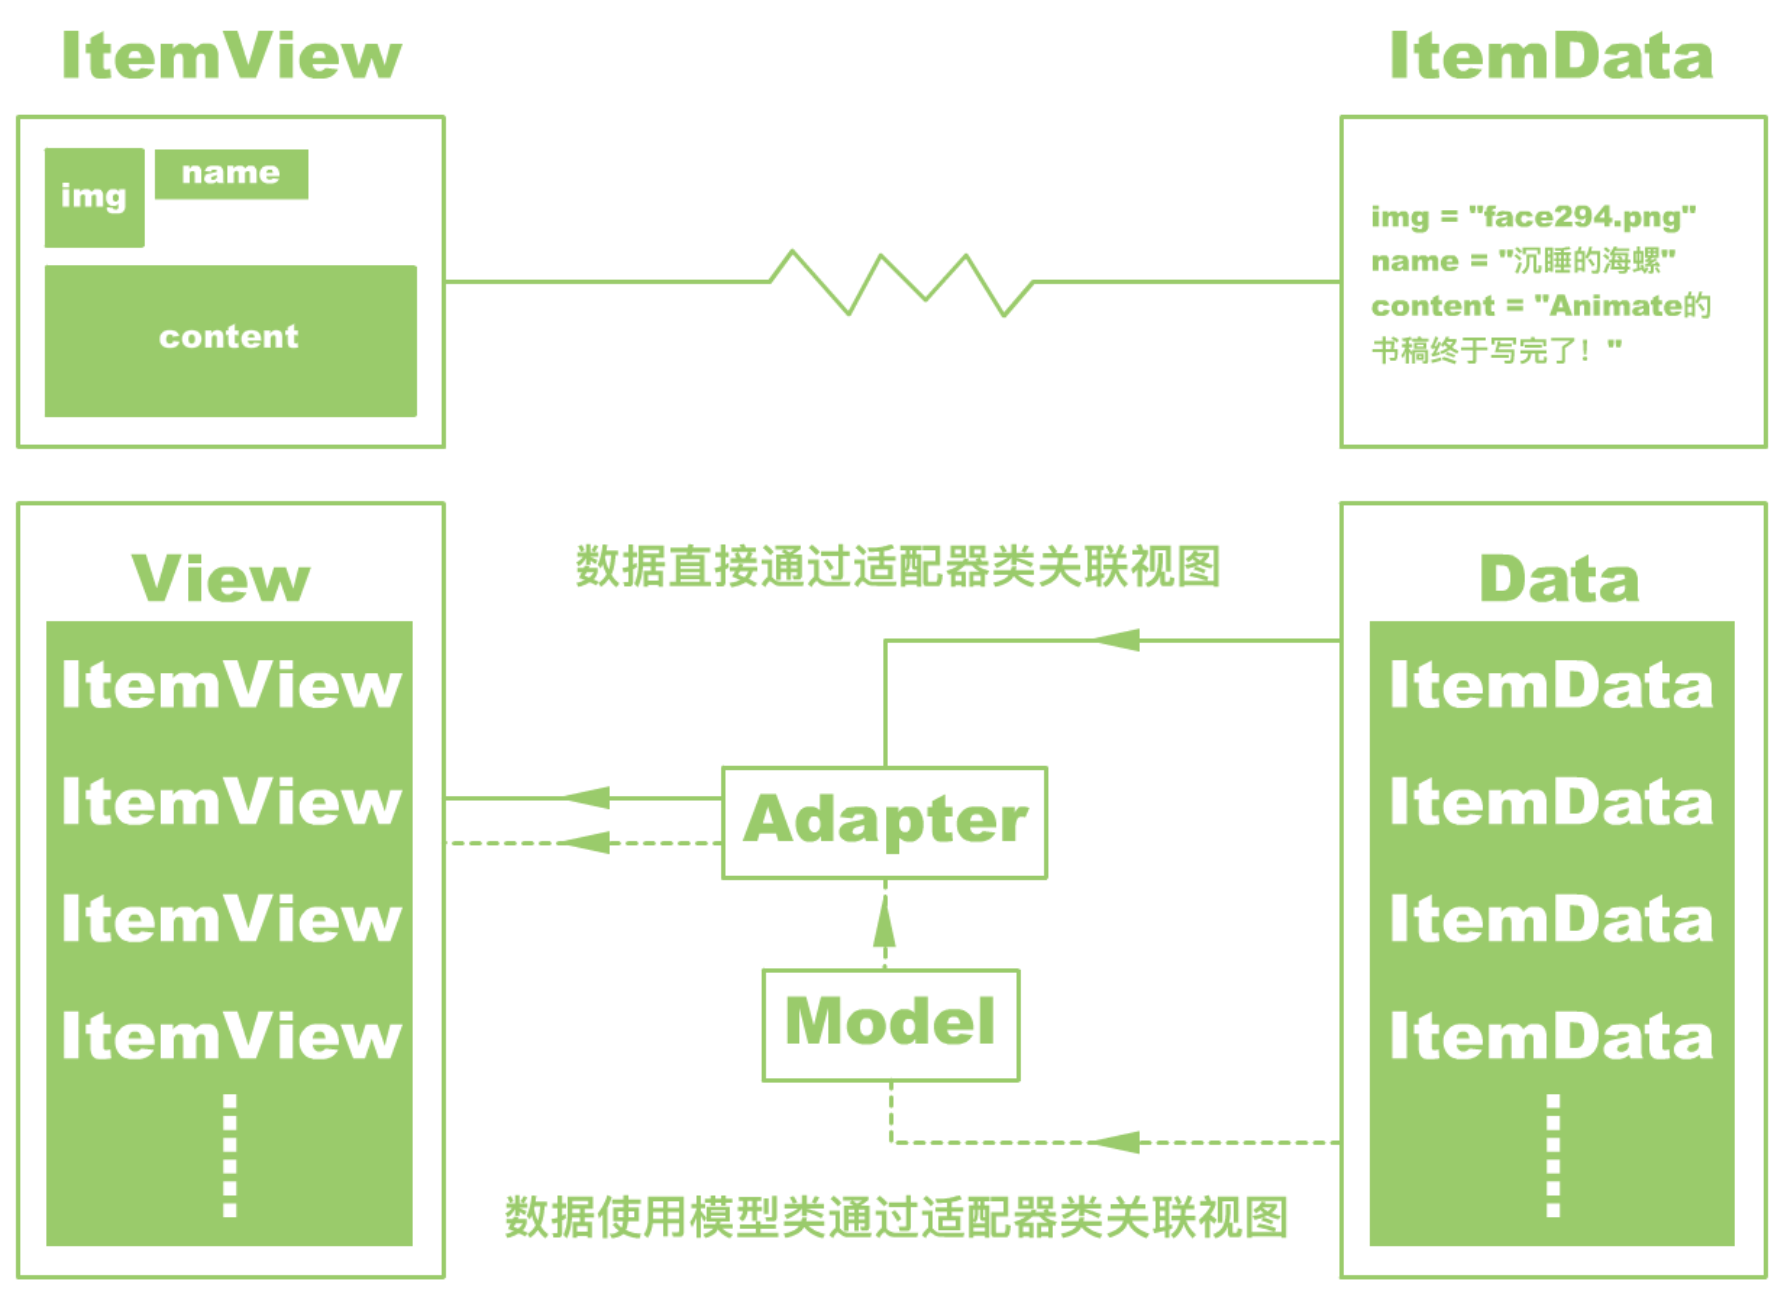 ItemView
ItemData
img
name
content
img = "face294.png"
name = "沉睡的海螺"
content = "Animate的
书稿终于写完了！"
View
ItemView
ItemView
ItemView
ItemView
数据直接通过适配器类关联视图
Adapter
Model
数据使用模型类通过适配器类关联视图
Data
ItemData
ItemData
ItemData
ItemData